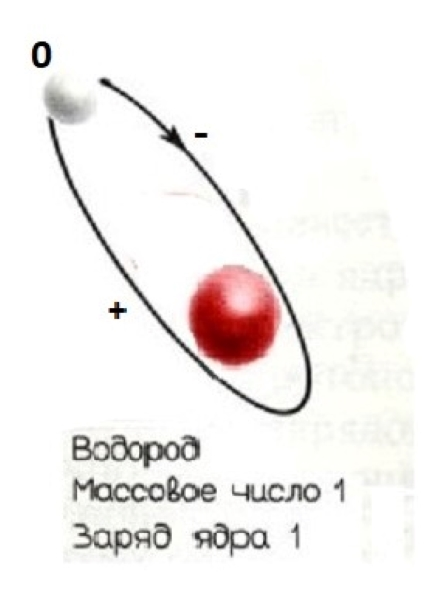 0
-
+
Водород
Массовое число 1
Заряд ядра 1